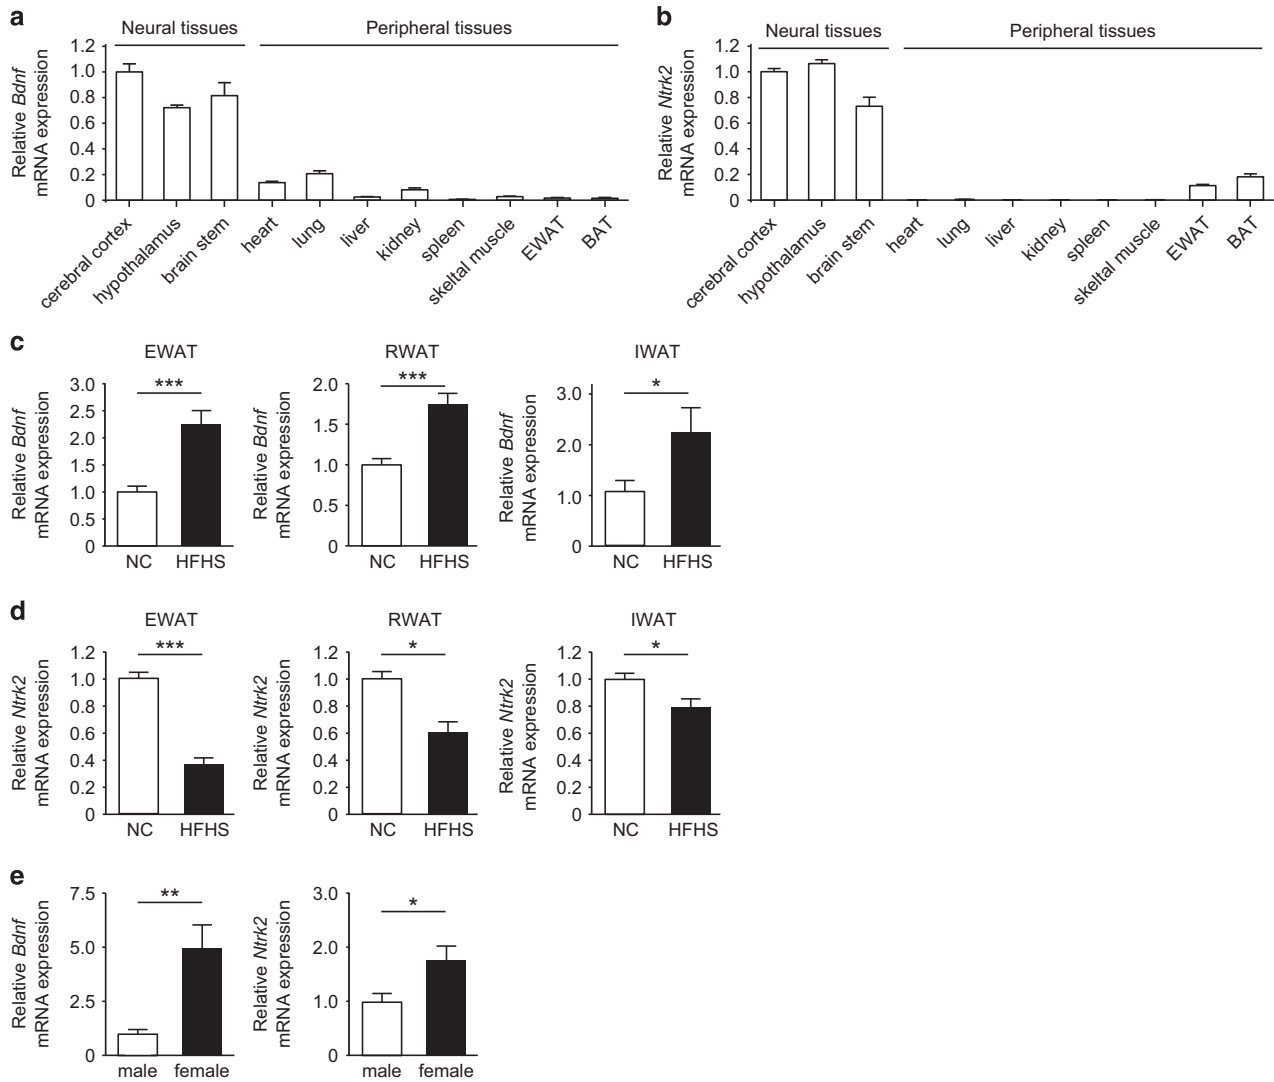 a
Neural tissues
Peripheral tissues
Relative Bdnf
mRNA expression
1.2
1.0
0.8
0.6
0.4
0.2
0
cerebral cortex
hypothalamus
brain stem
heart
lung
liver
kidney
spleen
skeltal muscle
EWAT
BAT
b
Neural tissues
Peripheral tissues
Relative Ntrk2
mRNA expression
1.2
1.0
0.8
0.6
0.4
0.2
0
cerebral cortex
hypothalamus
brain stem
heart
lung
liver
kidney
spleen
skeltal muscle
EWAT
BAT
c
EWAT
Relative Bdnf
mRNA expression
3.0
2.5
2.0
1.5
1.0
0.5
0
***
NC HFHS
RWAT
Relative Bdnf
mRNA expression
2.0
1.5
1.0
0.5
0
***
NC HFHS
IWAT
Relative Bdnf
mRNA expression
3.0
2.0
1.0
0
*
NC HFHS
d
EWAT
Relative Ntrk2
mRNA expression
1.2
1.0
0.8
0.6
0.4
0.2
0
***
NC HFHS
RWAT
Relative Ntrk2
mRNA expression
1.2
1.0
0.8
0.6
0.4
0.2
0
*
NC HFHS
IWAT
Relative Ntrk2
mRNA expression
1.2
1.0
0.8
0.6
0.4
0.2
0
*
NC HFHS
e
Relative Bdnf
mRNA expression
7.5
5.0
2.5
0
**
male female
Relative Ntrk2
mRNA expression
3.0
2.0
1.0
0
*
male female